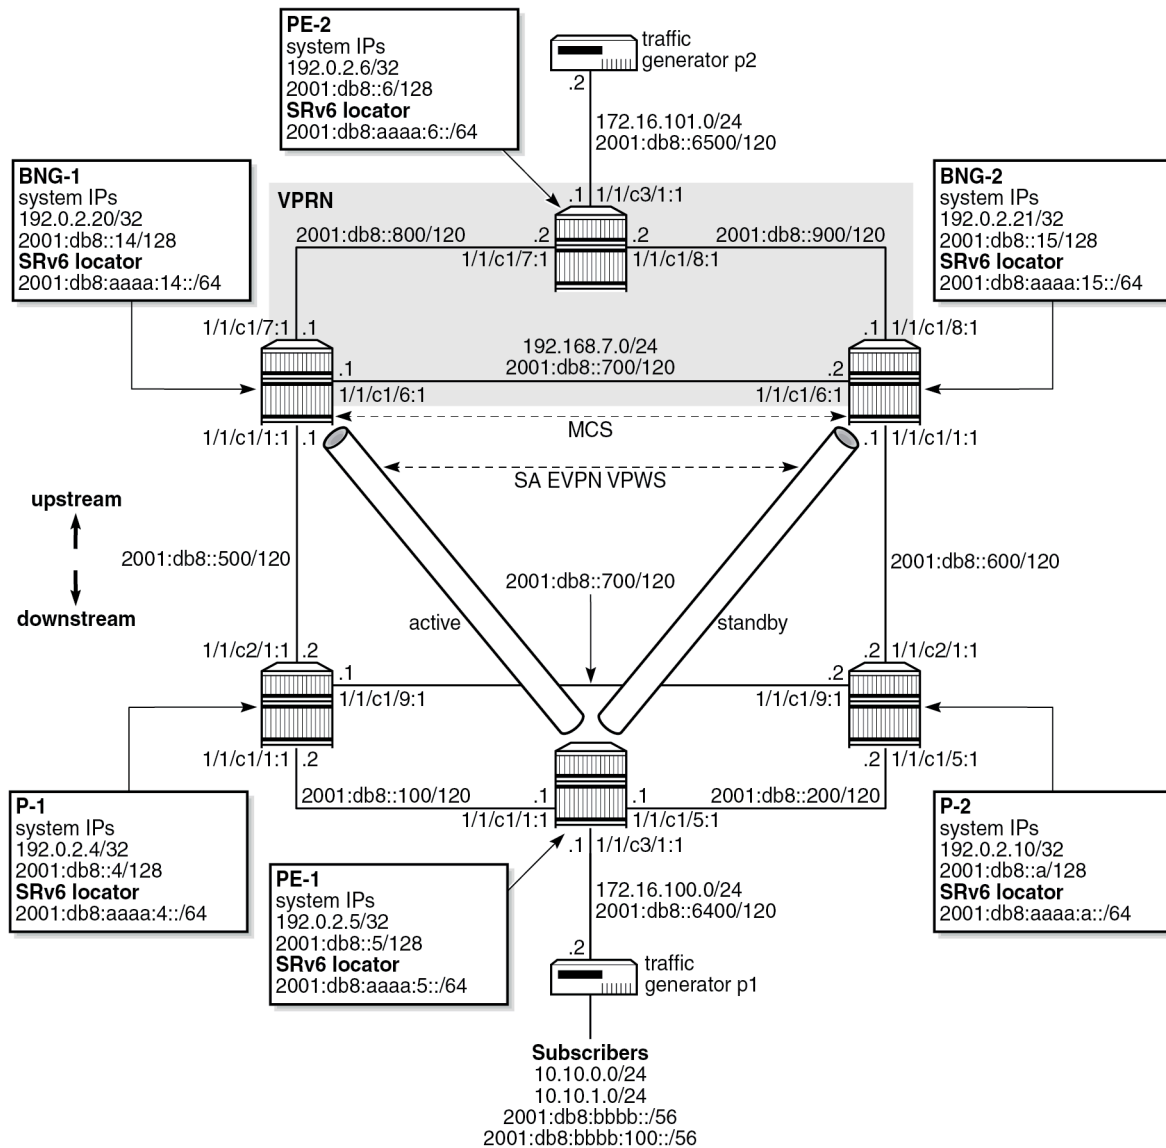 PE-2
system IPs
192.0.2.6/32
2001:db8::6/128
SRv6 locator
2001:db8:aaaa:6::/64
traffic
generator p2
.2
172.16.101.0/24
2001:db8::6500/120
BNG-1
system IPs
192.0.2.20/32
2001:db8::14/128
SRv6 locator
2001:db8:aaaa:14::/64
BNG-2
system IPs
192.0.2.21/32
2001:db8::15/128
SRv6 locator
2001:db8:aaaa:15::/64
VPRN
.1 1/1/c3/1:1
2001:db8::800/120
.2
.2
2001:db8::900/120
1/1/c1/7:1
1/1/c1/8:1
1/1/c1/7:1 .1
.1 1/1/c1/8:1
192.168.7.0/24
2001:db8::700/120
.1
.2
1/1/c1/6:1
1/1/c1/6:1
MCS
1/1/c1/1:1 .1
.1 1/1/c1/1:1
SA EVPN VPWS
upstream
downstream
2001:db8::500/120
2001:db8::700/120
2001:db8::600/120
active
standby
1/1/c2/1:1 .2
.2 1/1/c2/1:1
.1
.2
1/1/c1/9:1
1/1/c1/9:1
1/1/c1/1:1 .2
.2 1/1/c1/5:1
2001:db8::100/120
.1
.1
2001:db8::200/120
1/1/c1/1:1
1/1/c1/5:1
.1 1/1/c3/1:1
P-1
system IPs
192.0.2.4/32
2001:db8::4/128
SRv6 locator
2001:db8:aaaa:4::/64
P-2
system IPs
192.0.2.10/32
2001:db8::a/128
SRv6 locator
2001:db8:aaaa:a::/64
PE-1
system IPs
192.0.2.5/32
2001:db8::5/128
SRv6 locator
2001:db8:aaaa:5::/64
172.16.100.0/24
2001:db8::6400/120
.2
traffic
generator p1
Subscribers
10.10.0.0/24
10.10.1.0/24
2001:db8:bbbb::/56
2001:db8:bbbb:100::/56